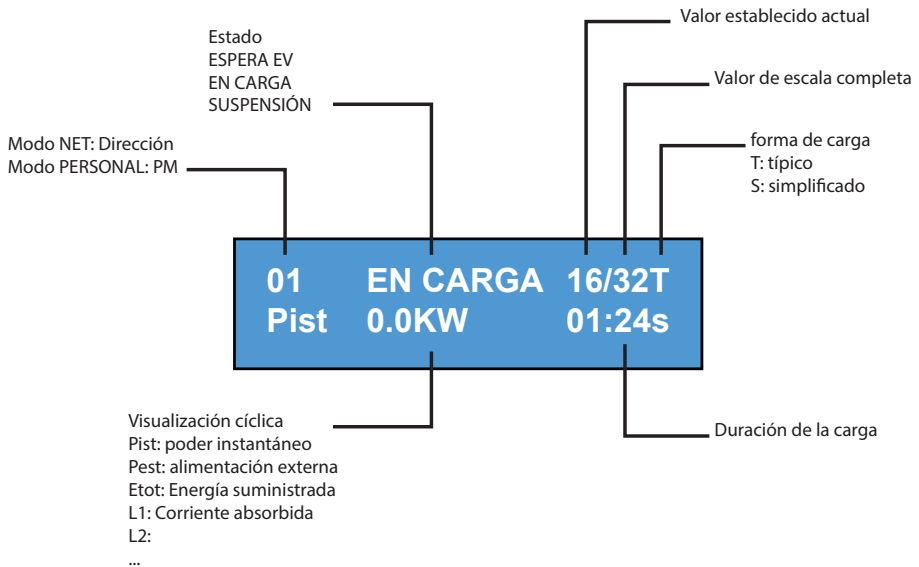 Valor establecido actual
Estado
ESPERA EV
EN CARGA
SUSPENSIÓN
Valor de escala completa
Modo NET: Dirección
Modo PERSONAL: PM
forma de carga
T: típico
S: simplificado
01 EN CARGA 16/32T
Pist 0.0KW 01:24s
Visualización cíclica
Pist: poder instantáneo
Pest: alimentación externa
Etot: Energía suministrada
L1: Corriente absorbida
L2:
...
Duración de la carga